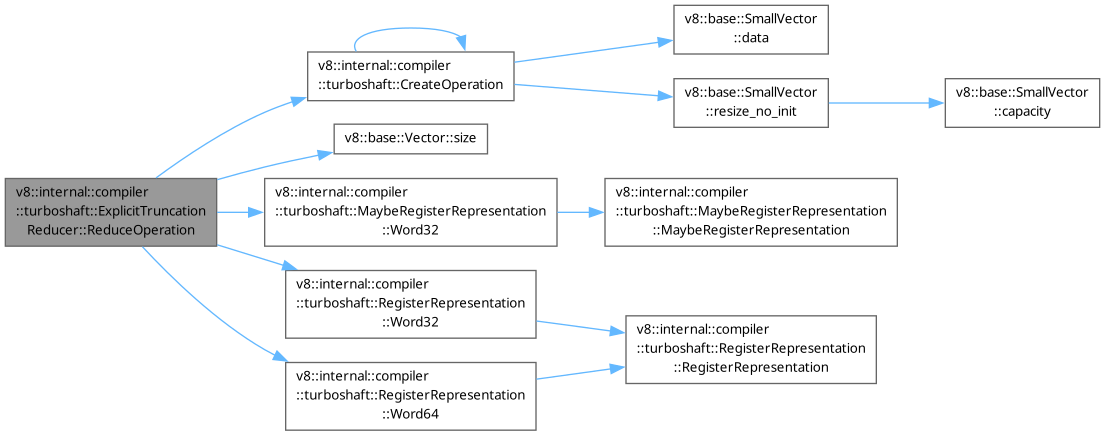 v8::internal::compiler
::turboshaft::ExplicitTruncation
Reducer::ReduceOperation
v8::internal::compiler
::turboshaft::CreateOperation
v8::base::SmallVector
::data
v8::base::SmallVector
::resize_no_init
v8::base::SmallVector
::capacity
v8::base::Vector::size
v8::internal::compiler
::turboshaft::MaybeRegisterRepresentation
::Word32
v8::internal::compiler
::turboshaft::MaybeRegisterRepresentation
::MaybeRegisterRepresentation
v8::internal::compiler
::turboshaft::RegisterRepresentation
::Word32
v8::internal::compiler
::turboshaft::RegisterRepresentation
::RegisterRepresentation
v8::internal::compiler
::turboshaft::RegisterRepresentation
::Word64